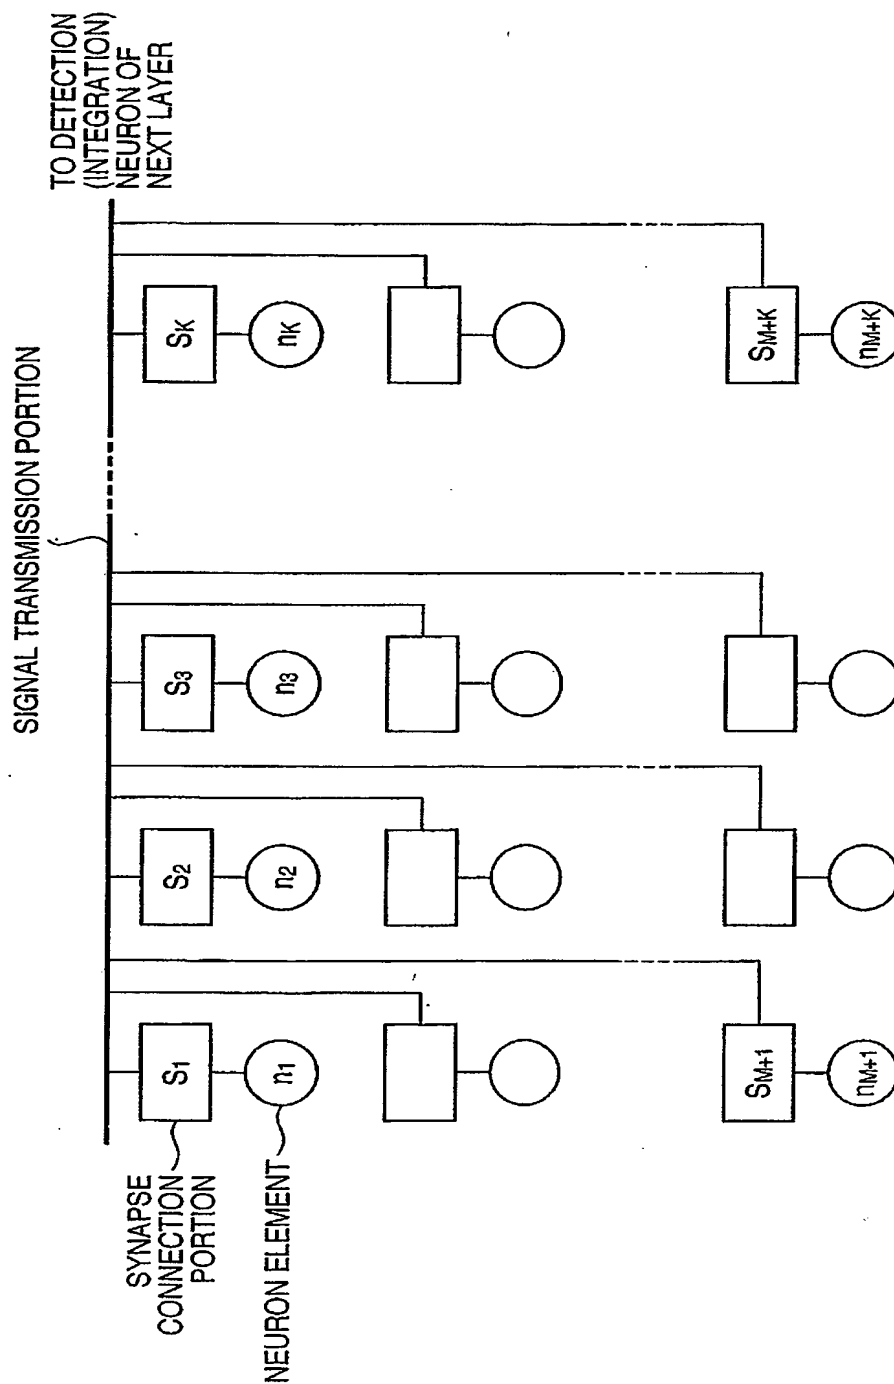 SIGNAL TRANSMISSION PORTION
TO DETECTION
(INTEGRATION)
NEURON OF
NEXT LAYER
SYNAPSE
CONNECTION
PORTION
NEURON ELEMENT
S1
S2
S3
SK
n1
n2
n3
nK
SM+1
SM+K
nM+1
nM+K